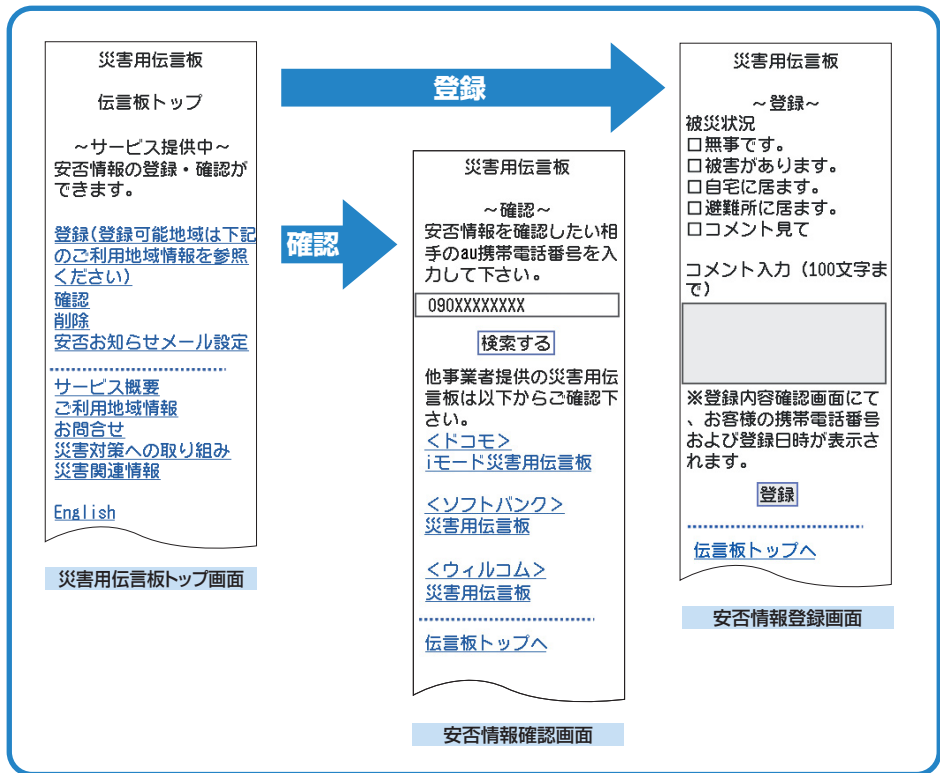 災害用伝言板
伝言板トップ
～サービス提供中～
安否情報の登録・確認が
できます。
登録(登録可能地域は下記
のご利用地域情報を参照
ください)
確認
削除
安否お知らせメール設定
サービス概要
ご利用地域情報
お問合せ
災害対策への取り組み
災害関連情報
English
災害用伝言板トップ画面
登録
確認
災害用伝言板
～確認～
安否情報を確認したい相
手のau携帯電話番号を入
力して下さい。
090XXXXXXXX
検索する
他事業者提供の災害用伝
言板は以下からご確認下
さい。
＜ドコモ＞
iモード災害用伝言板
＜ソフトバンク＞
災害用伝言板
＜ウィルコム＞
災害用伝言板
伝言板トップへ
安否情報確認画面
災害用伝言板
～登録～
被災状況
□無事です。
□被害があります。
□自宅に居ます。
□避難所に居ます。
□コメント見て
コメント入力（100文字ま
で）
※登録内容確認画面にて
、お客様の携帯電話番号
および登録日時が表示さ
れます。
登録
伝言板トップへ
安否情報登録画面